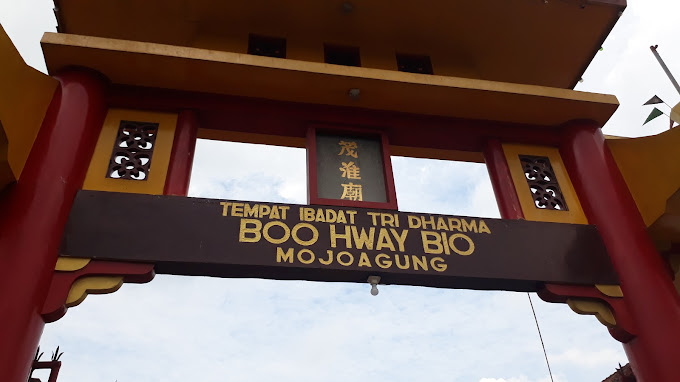 茂淮廟
TEMPAT IBADAT TRI DHARMA
BOO HWAY BIO
MOJOAGUNG